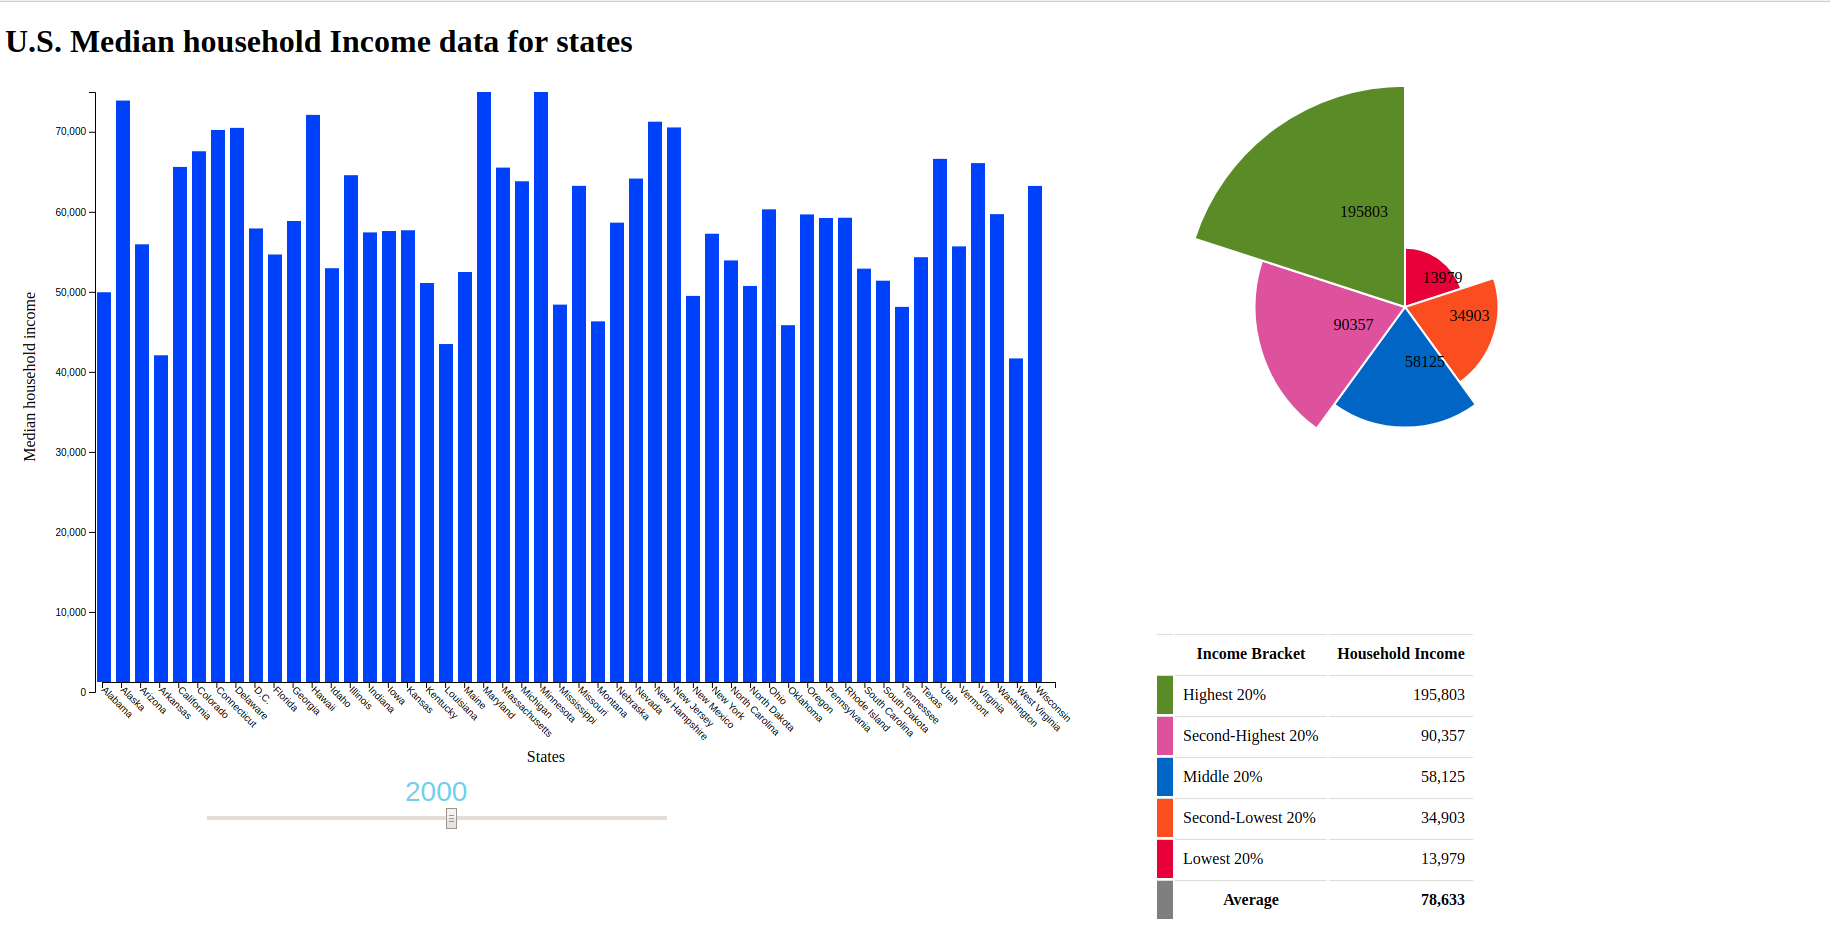 U.S. Median household Income data for states
Median household income
70,000
60,000
50,000
40,000
30,000
20,000
10,000
0
Alabama
Alaska
Arizona
Arkansas
California
Colorado
Connecticut
Delaware
D.C.
Florida
Georgia
Hawaii
Idaho
Illinois
Indiana
Iowa
Kansas
Kentucky
Louisiana
Maine
Maryland
Massachusetts
Michigan
Minnesota
Mississippi
Missouri
Montana
Nebraska
Nevada
New Hampshire
New Jersey
New Mexico
New York
North Carolina
North Dakota
Ohio
Oklahoma
Oregon
Pennsylvania
Rhode Island
South Carolina
South Dakota
Tennessee
Texas
Utah
Vermont
Virginia
Washington
West Virginia
Wisconsin
States
2000
195803
13979
34903
90357
58125
Income Bracket Household Income
Highest 20% 195,803
Second-Highest 20% 90,357
Middle 20% 58,125
Second-Lowest 20% 34,903
Lowest 20% 13,979
Average 78,633